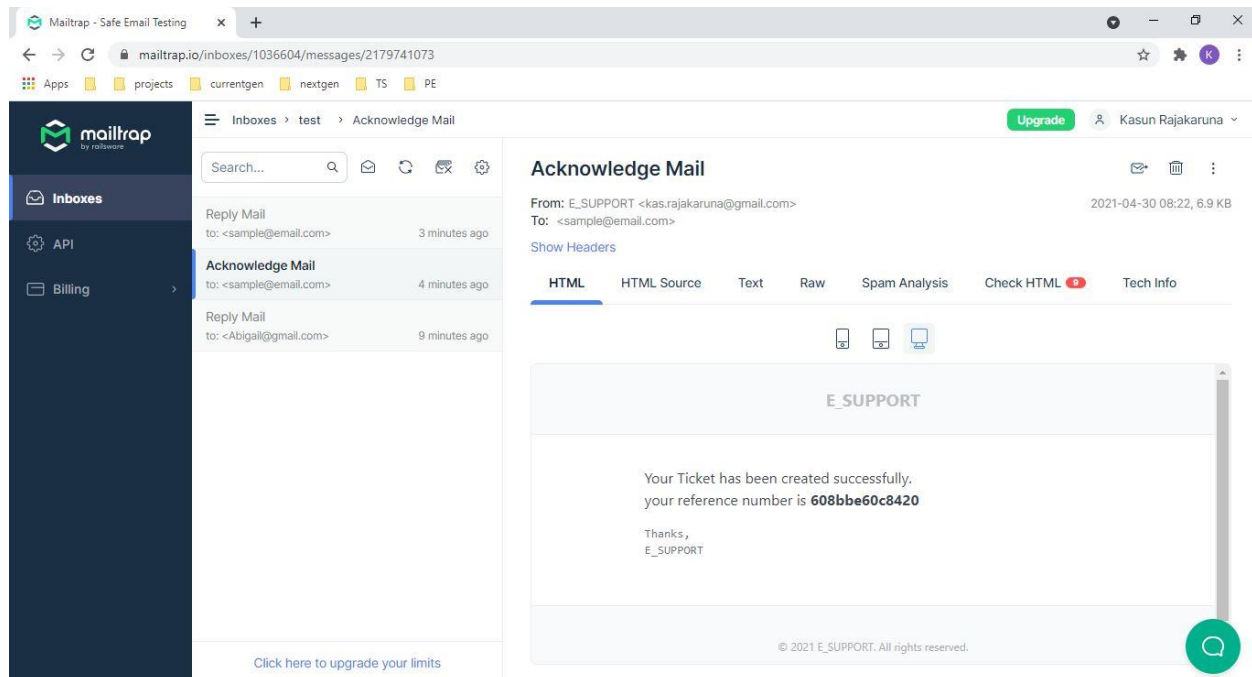 Mailtrap - Safe Email Testing
mailtrap.io/inboxes/1036604/messages/2179741073
K
Apps projects currentgen nextgen TS PE
mailtrap
by railsware
Inboxes › test › Acknowledge Mail
Upgrade
Kasun Rajakaruna
Inboxes
API
Billing
Search...
Reply Mail
to: <sample@email.com> 3 minutes ago
Acknowledge Mail
to: <sample@email.com> 4 minutes ago
Reply Mail
to: <Abigail@gmail.com> 9 minutes ago
Click here to upgrade your limits
Acknowledge Mail
From: E_SUPPORT <kas.rajakaruna@gmail.com> 2021-04-30 08:22, 6.9 KB
To: <sample@email.com>
Show Headers
HTML HTML Source Text Raw Spam Analysis Check HTML 9 Tech Info
E_SUPPORT
Your Ticket has been created successfully.
your reference number is 608bbe60c8420
Thanks,
E_SUPPORT
© 2021 E_SUPPORT. All rights reserved.